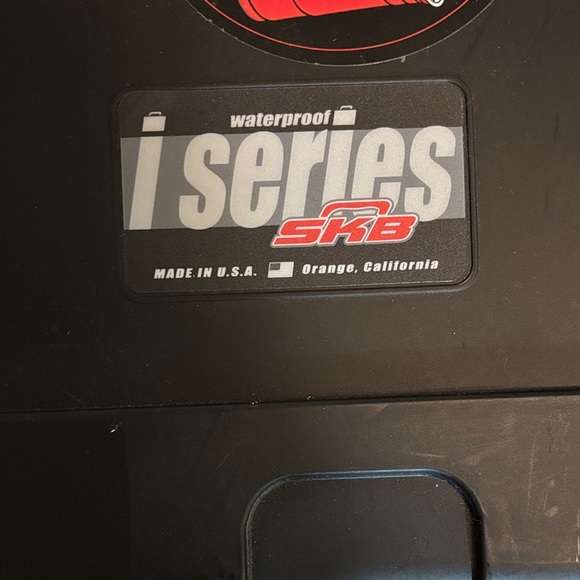 waterproof
i series
SKB
MADE IN U.S.A. Orange, California